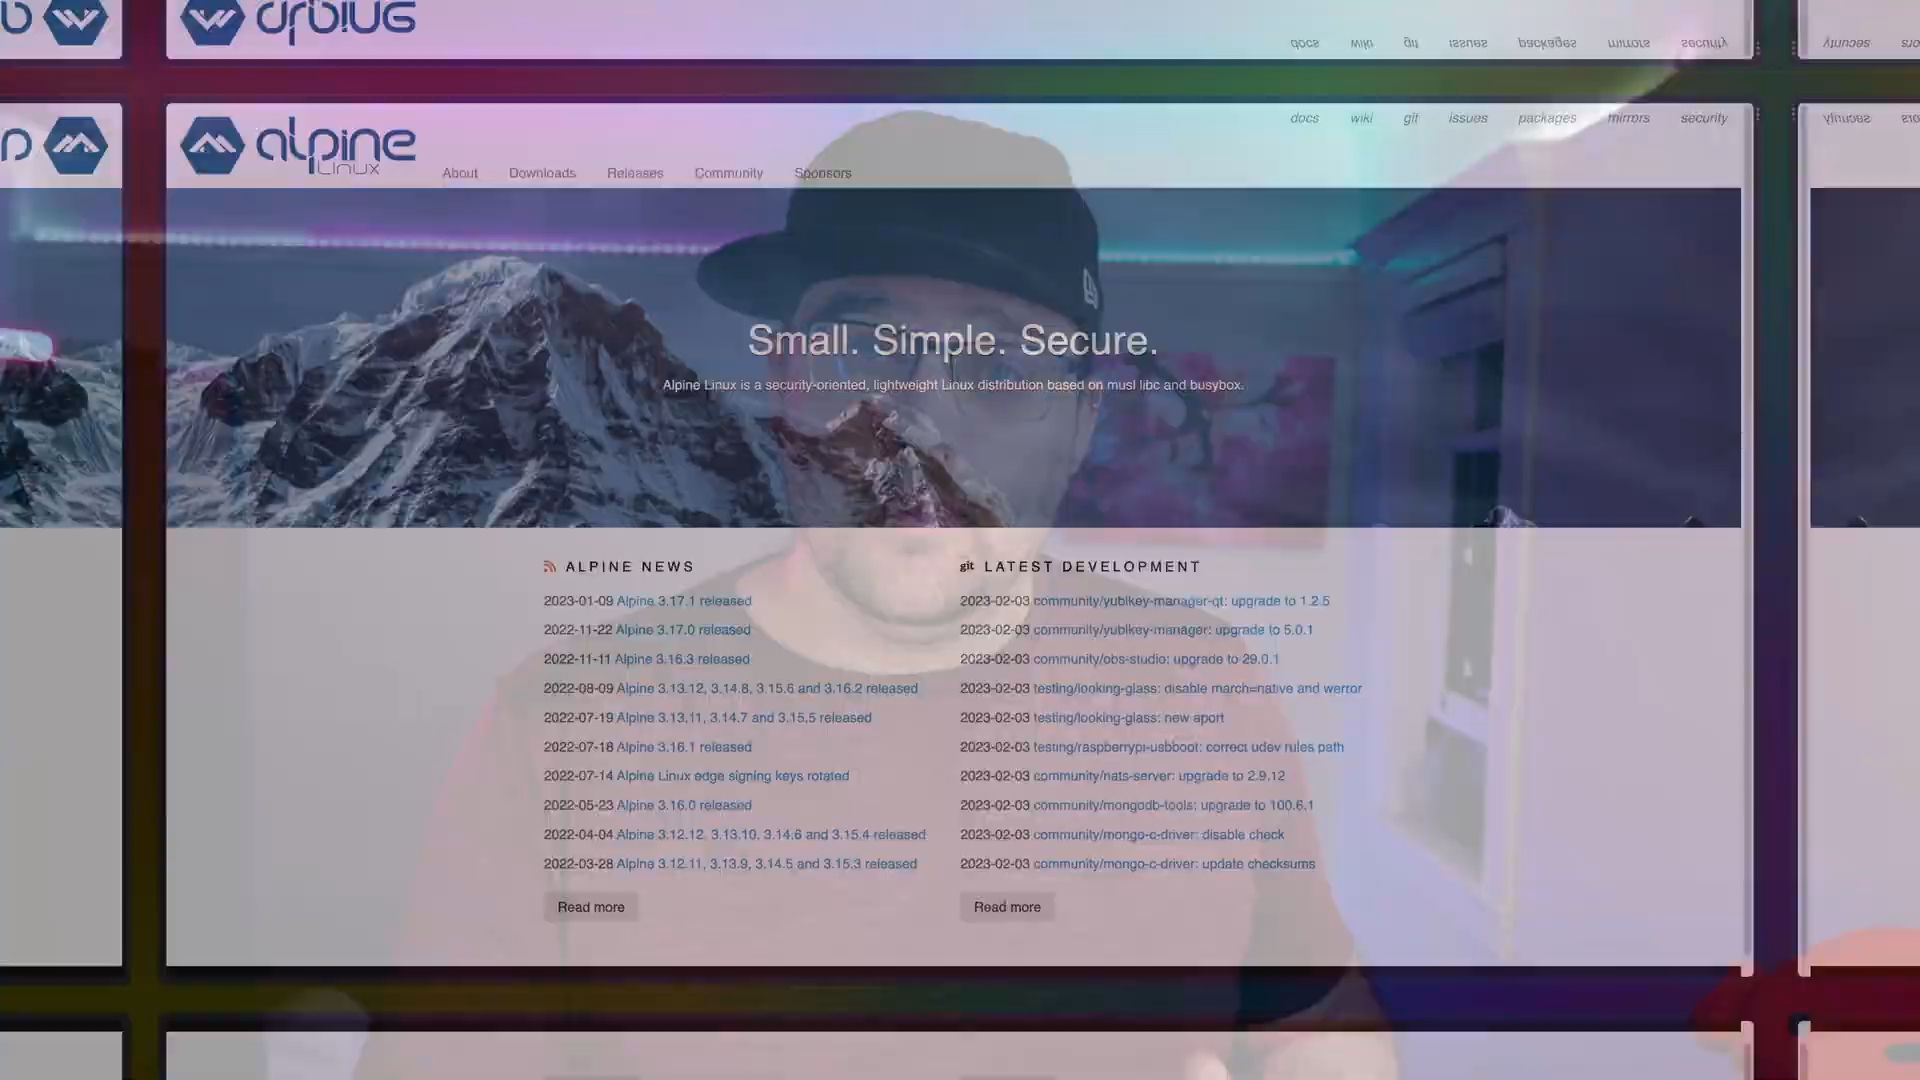 docs wiki git issues packages mirrors security
alpine
Linux
About Downloads Releases Community Sponsors
docs wiki git issues packages mirrors security
Small. Simple. Secure.
Alpine Linux is a security-oriented, lightweight Linux distribution based on musl libc and busybox.
ALPINE NEWS
2023-01-09 Alpine 3.17.1 released
2022-11-22 Alpine 3.17.0 released
2022-11-11 Alpine 3.16.3 released
2022-08-09 Alpine 3.13.12, 3.14.8, 3.15.6 and 3.16.2 released
2022-07-19 Alpine 3.13.11, 3.14.7 and 3.15.5 released
2022-07-18 Alpine 3.16.1 released
2022-07-14 Alpine Linux edge signing keys rotated
2022-05-23 Alpine 3.16.0 released
2022-04-04 Alpine 3.12.12, 3.13.10, 3.14.6 and 3.15.4 released
2022-03-28 Alpine 3.12.11, 3.13.9, 3.14.5 and 3.15.3 released
Read more
git LATEST DEVELOPMENT
2023-02-03 community/yubikey-manager-qt: upgrade to 1.2.5
2023-02-03 community/yubikey-manager: upgrade to 5.0.1
2023-02-03 community/obs-studio: upgrade to 29.0.1
2023-02-03 testing/looking-glass: disable march=native and werror
2023-02-03 testing/looking-glass: new aport
2023-02-03 testing/raspberrypi-usbboot: correct udev rules path
2023-02-03 community/nats-server: upgrade to 2.9.12
2023-02-03 community/mongodb-tools: upgrade to 100.6.1
2023-02-03 community/mongo-c-driver: disable check
2023-02-03 community/mongo-c-driver: update checksums
Read more